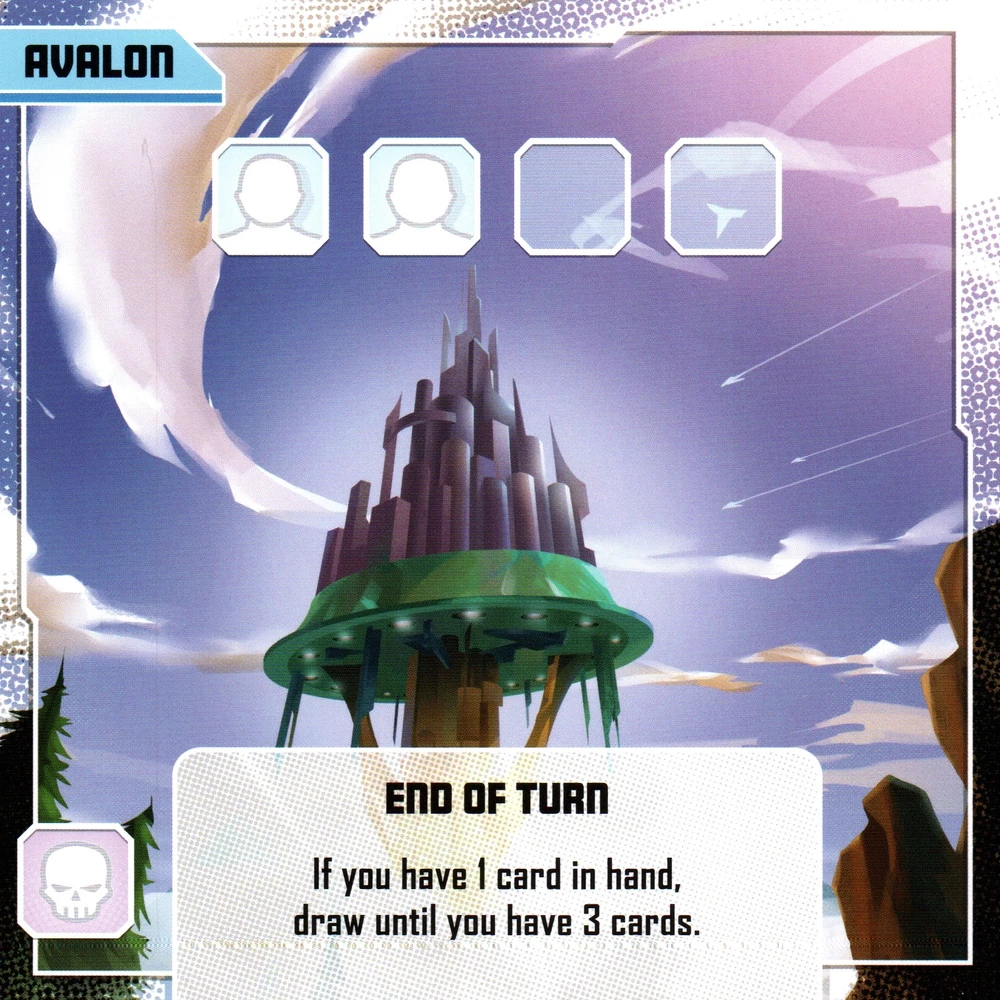 AVALON
END OF TURN
If you have 1 card in hand,
draw until you have 3 cards.